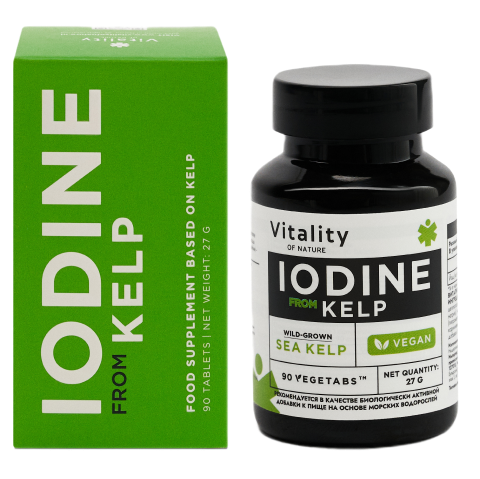 Vitality
IODINE
FROM KELP
FOOD SUPPLEMENT BASED ON KELP
90 TABLETS | NET WEIGHT: 27 G
Vitality
OF NATURE
IODINE
FROM KELP
WILD-GROWN
SEA KELP
VEGAN
90 VEGETABS™
NET QUANTITY:
27 G
РЕКОМЕНДУЕТСЯ В КАЧЕСТВЕ БИОЛОГИЧЕСКИ АКТИВНОЙ
ДОБАВКИ К ПИЩЕ НА ОСНОВЕ МОРСКИХ ВОДОРОСЛЕЙ